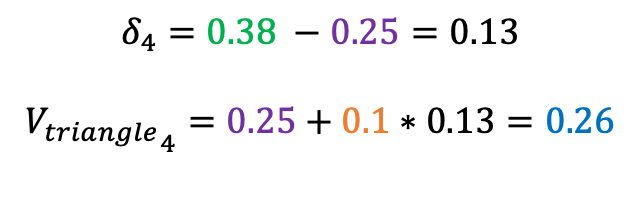 δ₄ = 0.38 − 0.25 = 0.13
V_triangle₄ = 0.25 + 0.1 * 0.13 = 0.26